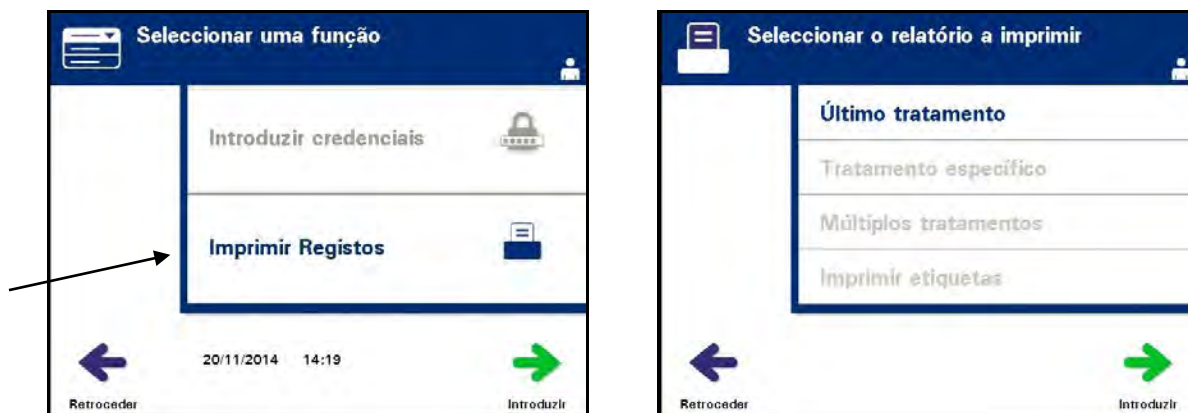 Seleccionar uma função
Introduzir credenciais
Imprimir Registos
20/11/2014 14:19
Retroceder
Introduzir
Seleccionar o relatório a imprimir
Último tratamento
Tratamento específico
Múltiplos tratamentos
Imprimir etiquetas
Retroceder
Introduzir